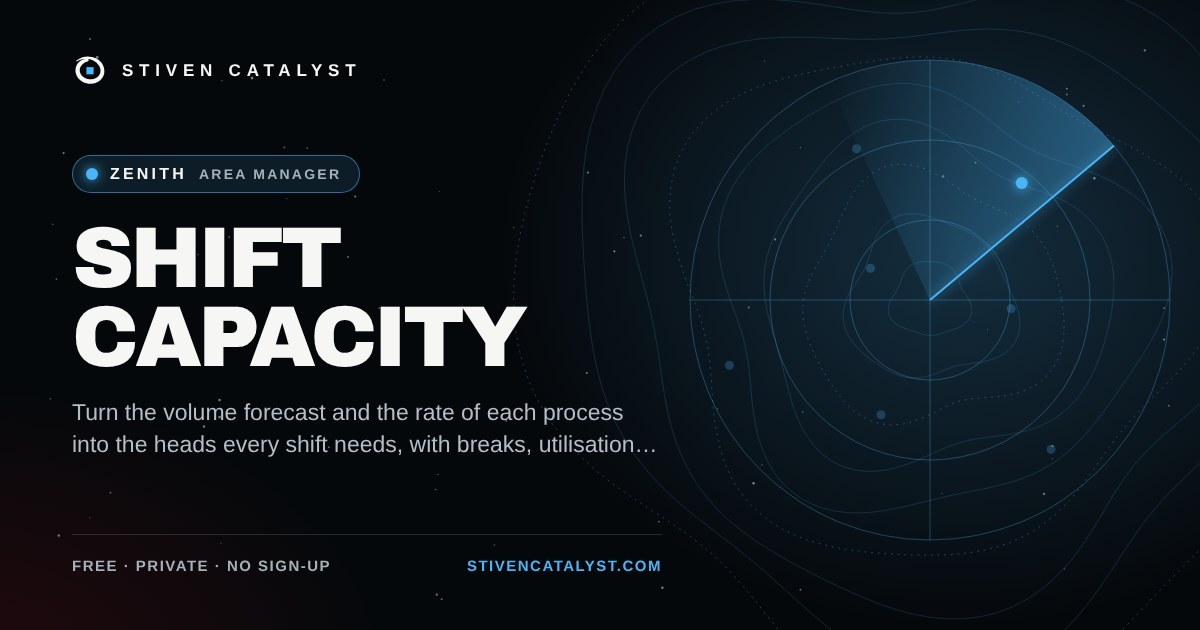 STIVEN CATALYST
ZENITH AREA MANAGER
SHIFT
CAPACITY
Turn the volume forecast and the rate of each process
into the heads every shift needs, with breaks, utilisation…
FREE · PRIVATE · NO SIGN-UP
STIVENCATALYST.COM